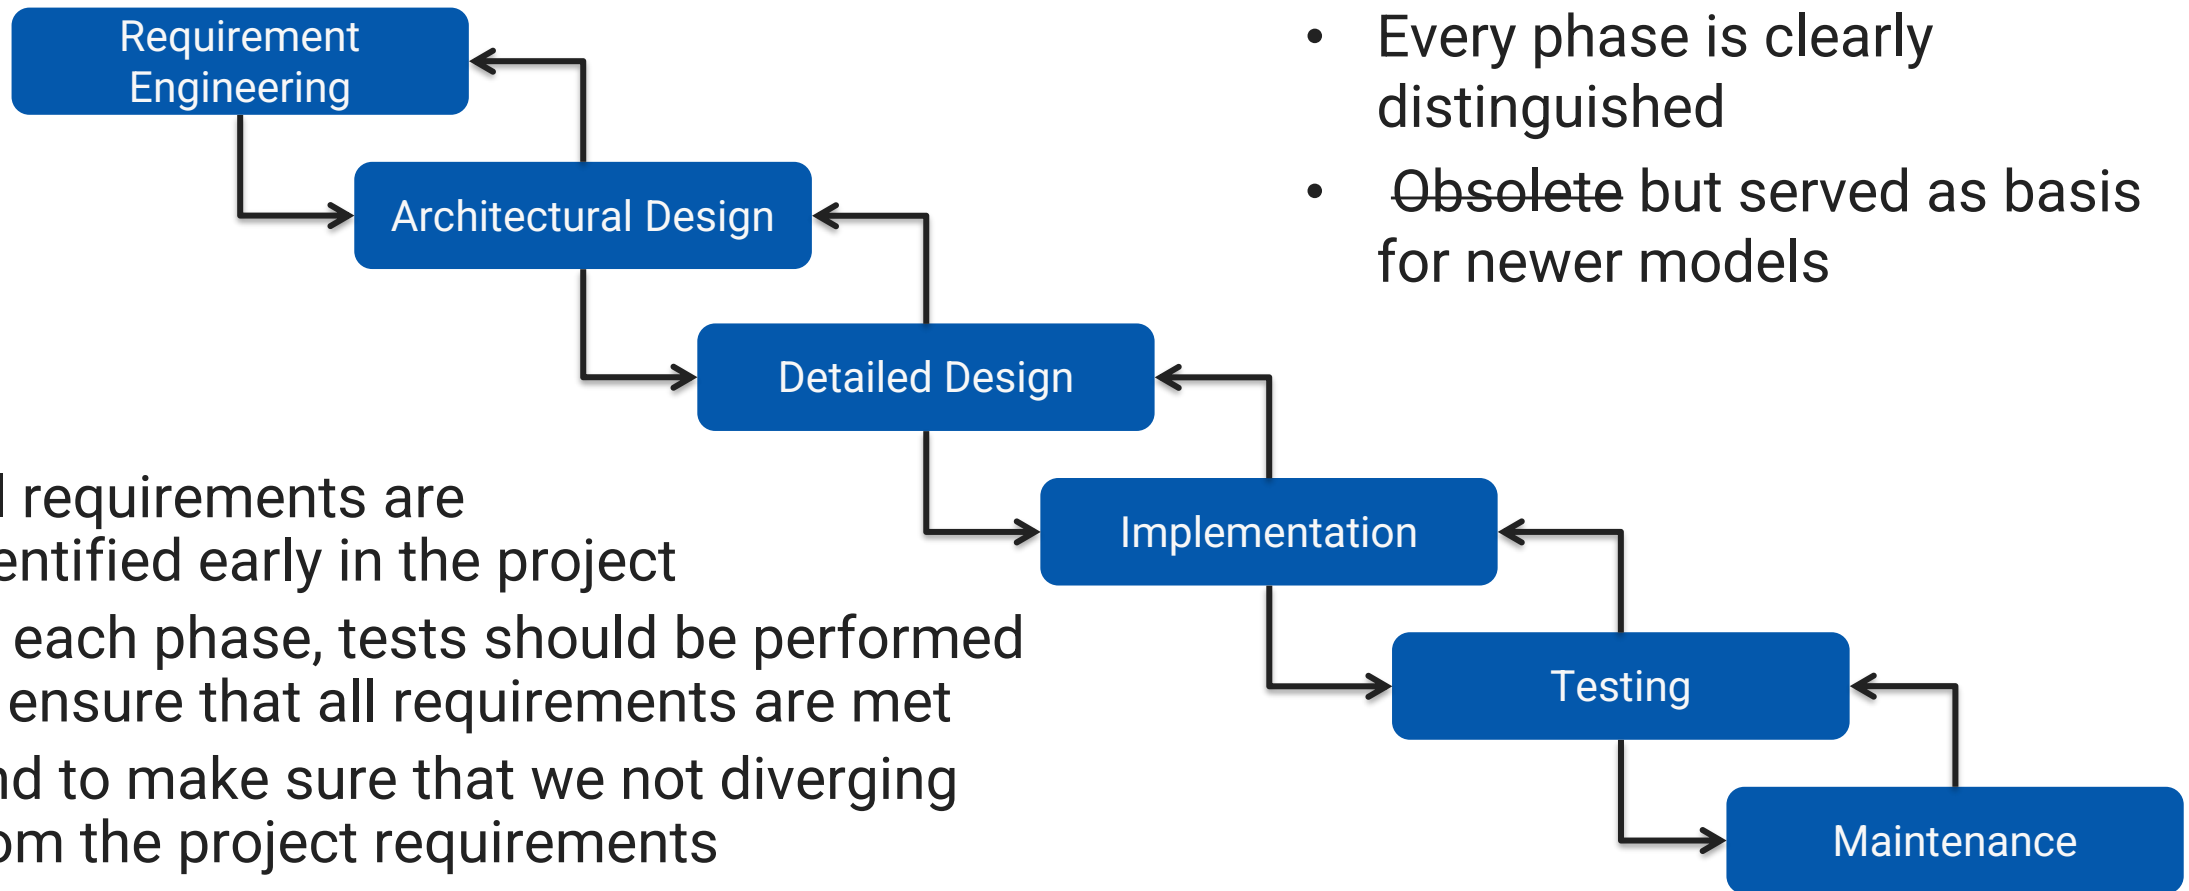 Requirement
Engineering
Architectural Design
Detailed Design
Implementation
Testing
Maintenance
• Every phase is clearly
distinguished
• Obsolete but served as basis
for newer models
requirements are
early in the project
each phase, tests should be performed
ensure that all requirements are met
to make sure that we not diverging
the project requirements